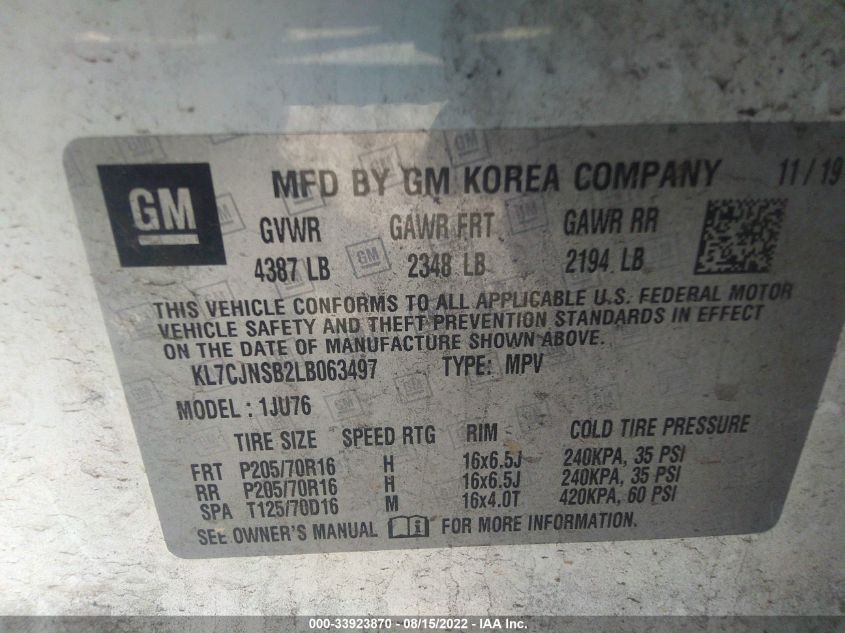 GM
MFD BY GM KOREA COMPANY 11/19
GVWR GAWR FRT GAWR RR
4387 LB 2348 LB 2194 LB
THIS VEHICLE CONFORMS TO ALL APPLICABLE U.S. FEDERAL MOTOR
VEHICLE SAFETY AND THEFT PREVENTION STANDARDS IN EFFECT
ON THE DATE OF MANUFACTURE SHOWN ABOVE.
KL7CJNSB2LB063497 TYPE: MPV
MODEL: 1JU76
TIRE SIZE SPEED RTG RIM COLD TIRE PRESSURE
FRT P205/70R16 H 16x6.5J 240KPA, 35 PSI
RR P205/70R16 H 16x6.5J 240KPA, 35 PSI
SPA T125/70D16 M 16x4.0T 420KPA, 60 PSI
SEE OWNER'S MANUAL FOR MORE INFORMATION.
000-33923870 - 08/15/2022 - © IAA Inc.